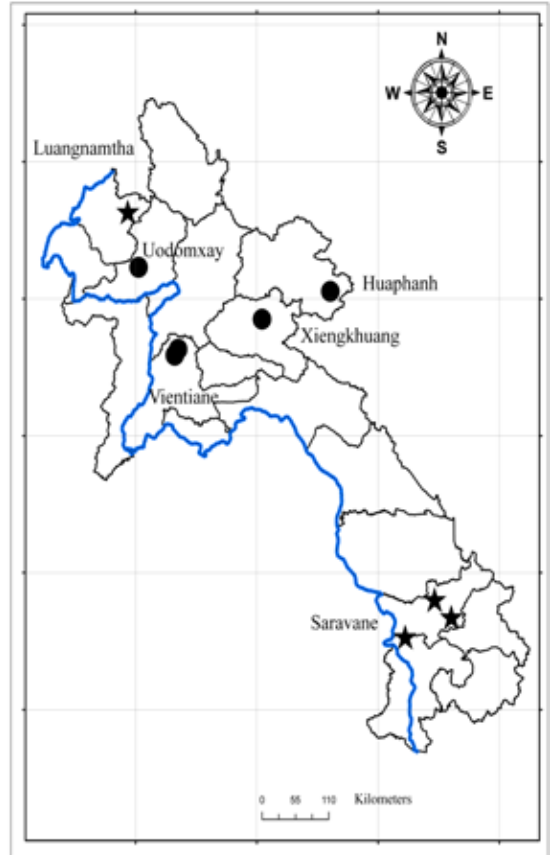 N
W E
S
Luangnamtha
Uodomxay
Huaphanh
Xiengkhuang
Vientiane
Saravane
0 55 110 Kilometers